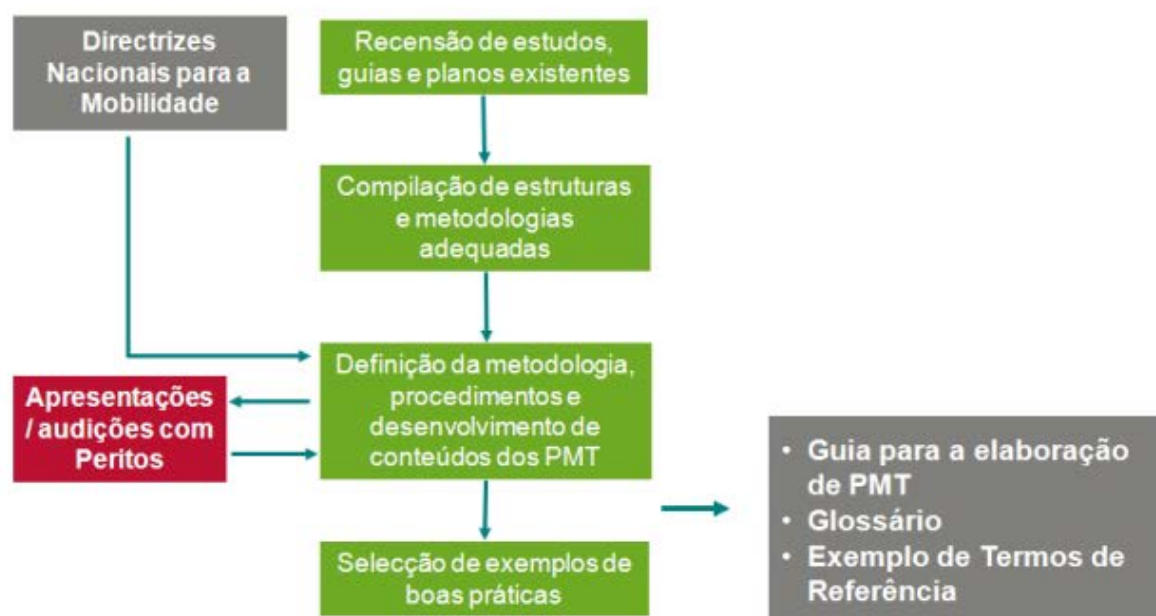 Directrizes
Nacionais para a
Mobilidade
Recensão de estudos,
guias e planos existentes
Compilação de estruturas
e metodologias
adequadas
Definição da metodologia,
procedimentos e
desenvolvimento de
conteúdos dos PMT
Apresentações
/ audições com
Peritos
Selecção de exemplos de
boas práticas
• Guia para a elaboração
de PMT
• Glossário
• Exemplo de Termos de
Referência